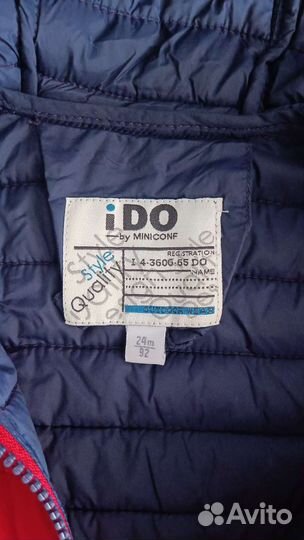 iDO
by MINICONF
REGISTRATION
I 4-3606-65 DO
NAME
Style
Quality
24m
92
Avito